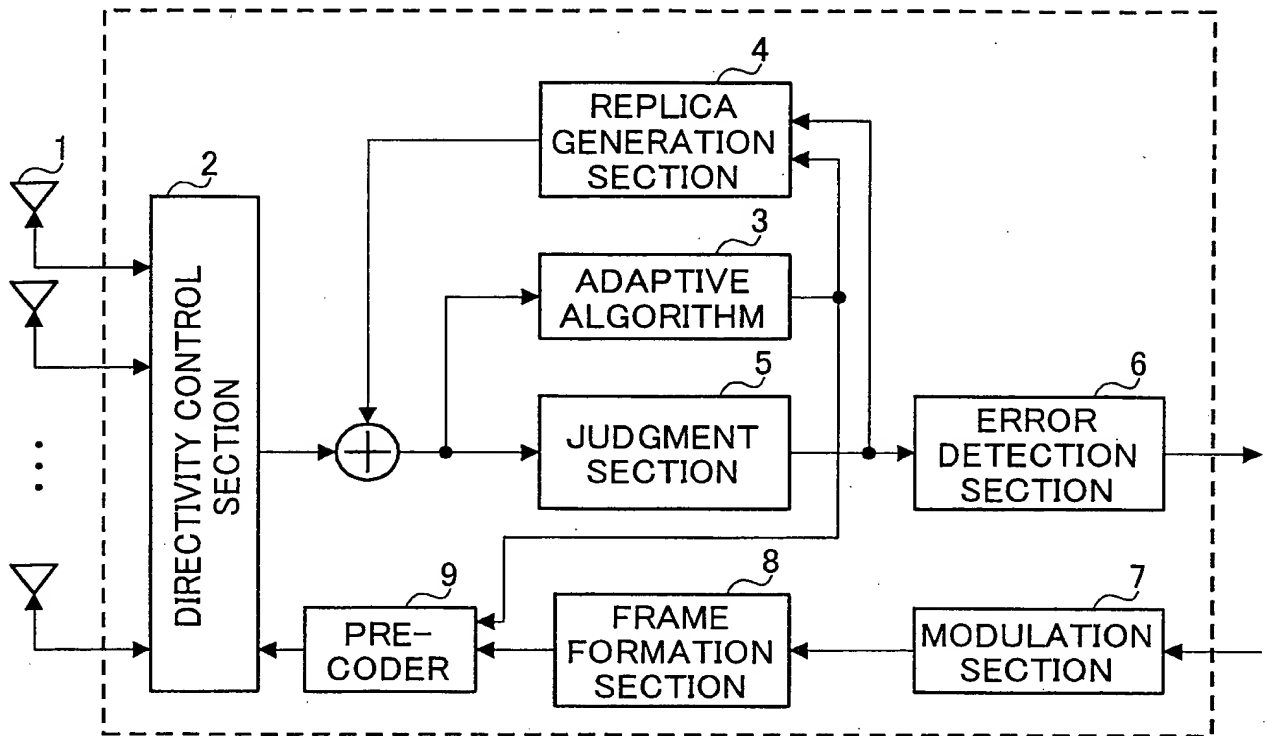 4
REPLICA
GENERATION
SECTION
1
2
DIRECTIVITY CONTROL
SECTION
3
ADAPTIVE
ALGORITHM
5
JUDGMENT
SECTION
6
ERROR
DETECTION
SECTION
9
PRE-
CODER
8
FRAME
FORMATION
SECTION
7
MODULATION
SECTION